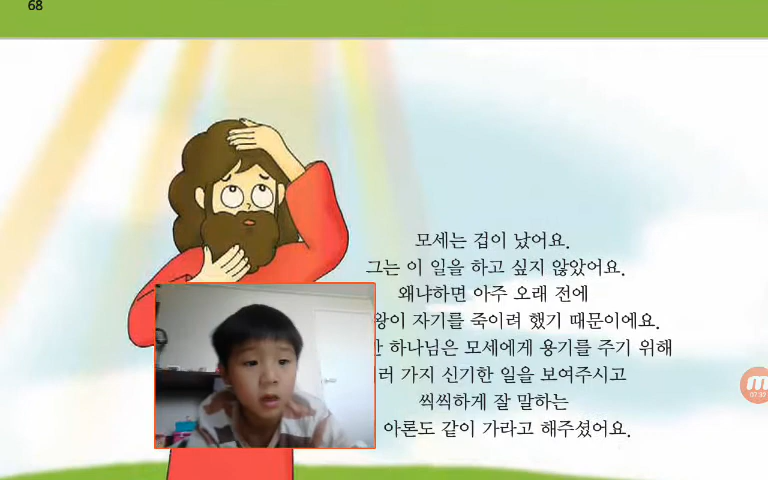 68
모세는 겁이 났어요.
그는 이 일을 하고 싶지 않았어요.
왜냐하면 아주 오래 전에
왕이 자기를 죽이려 했기 때문이에요.
하나님은 모세에게 용기를 주기 위해
가지 신기한 일을 보여주시고
씩씩하게 잘 말하는
아론도 같이 가라고 해주셨어요.